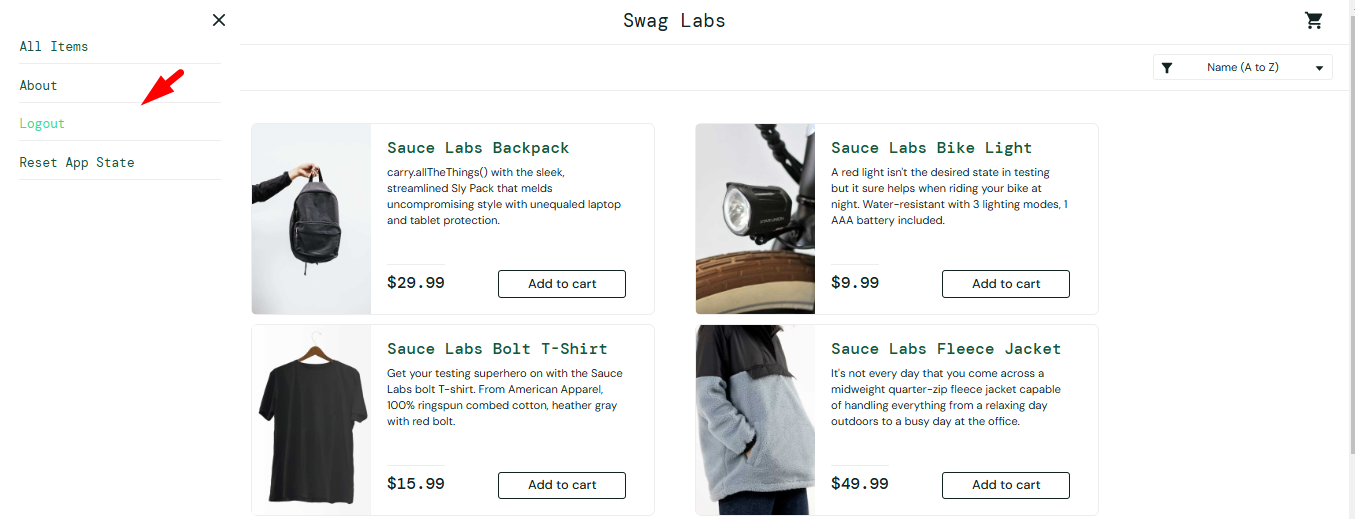 Swag Labs
All Items
About
Logout
Reset App State
Name (A to Z)
Sauce Labs Backpack
carry.allTheThings() with the sleek,
streamlined Sly Pack that melds
uncompromising style with unequaled laptop
and tablet protection.
$29.99
Add to cart
Sauce Labs Bike Light
A red light isn't the desired state in testing
but it sure helps when riding your bike at
night. Water-resistant with 3 lighting modes, 1
AAA battery included.
$9.99
Add to cart
Sauce Labs Bolt T-Shirt
Get your testing superhero on with the Sauce
Labs bolt T-shirt. From American Apparel,
100% ringspun combed cotton, heather gray
with red bolt.
$15.99
Add to cart
Sauce Labs Fleece Jacket
It's not every day that you come across a
midweight quarter-zip fleece jacket capable
of handling everything from a relaxing day
outdoors to a busy day at the office.
$49.99
Add to cart